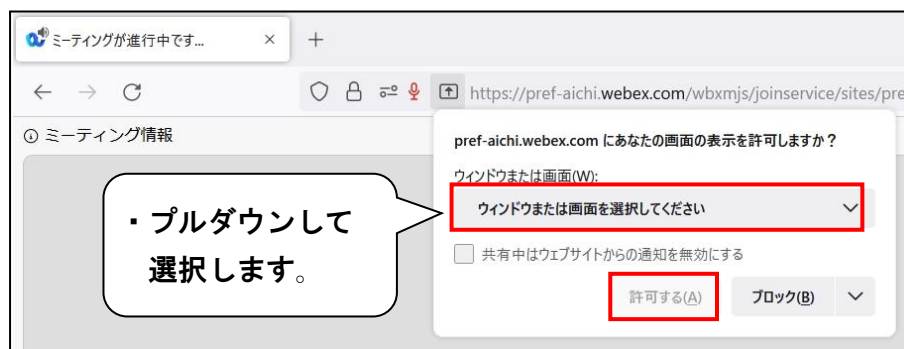 ミーティングが進行中です...
https://pref-aichi.webex.com/wbxmjs/joinservice/sites/pre
ミーティング情報
pref-aichi.webex.com にあなたの画面の表示を許可しますか？
ウィンドウまたは画面(W):
ウィンドウまたは画面を選択してください
・プルダウンして
選択します。
共有中はウェブサイトからの通知を無効にする
許可する(A) ブロック(B)